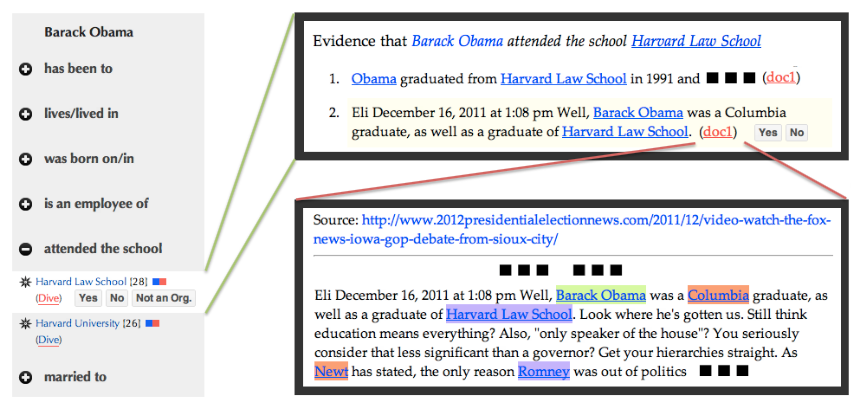 Barack Obama
has been to
lives/lived in
was born on/in
is an employee of
attended the school
Harvard Law School [28]
(Dive) Yes No Not an Org.
Harvard University [26]
(Dive)
married to
Evidence that Barack Obama attended the school Harvard Law School
1. Obama graduated from Harvard Law School in 1991 and ■ ■ ■ (doc1)
2. Eli December 16, 2011 at 1:08 pm Well, Barack Obama was a Columbia
graduate, as well as a graduate of Harvard Law School. (doc1) Yes No
Source: http://www.2012presidentialelectionnews.com/2011/12/video-watch-the-fox-
news-iowa-gop-debate-from-sioux-city/
■ ■ ■ ■ ■ ■
Eli December 16, 2011 at 1:08 pm Well, Barack Obama was a Columbia graduate, as
well as a graduate of Harvard Law School. Look where he's gotten us. Still think
education means everything? Also, "only speaker of the house"? You seriously
consider that less significant than a governor? Get your hierarchies straight. As
Newt has stated, the only reason Romney was out of politics ■ ■ ■